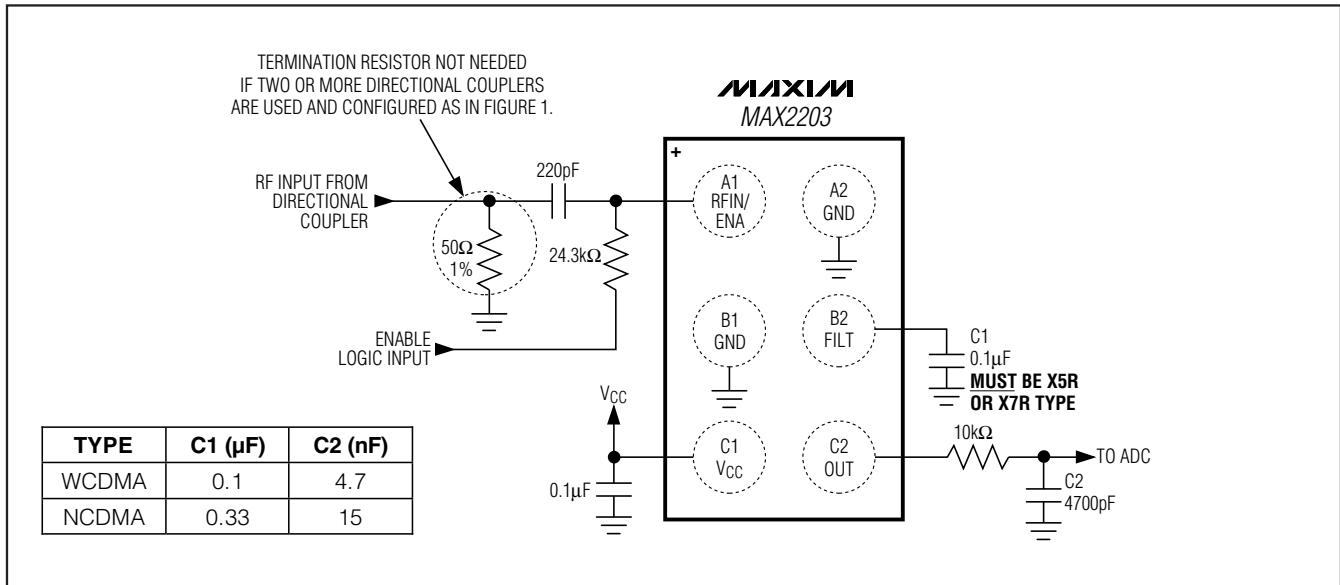 TERMINATION RESISTOR NOT NEEDED
IF TWO OR MORE DIRECTIONAL COUPLERS
ARE USED AND CONFIGURED AS IN FIGURE 1.
MAXIM
MAX2203
+
RF INPUT FROM
DIRECTIONAL
COUPLER
220pF
50Ω
1%
24.3kΩ
ENABLE
LOGIC INPUT
A1
RFIN/
ENA
A2
GND
B1
GND
B2
FILT
C1
0.1µF
MUST BE X5R
OR X7R TYPE
VCC
0.1µF
C1
VCC
C2
OUT
10kΩ
TO ADC
C2
4700pF
TYPE C1 (µF) C2 (nF)
WCDMA 0.1 4.7
NCDMA 0.33 15